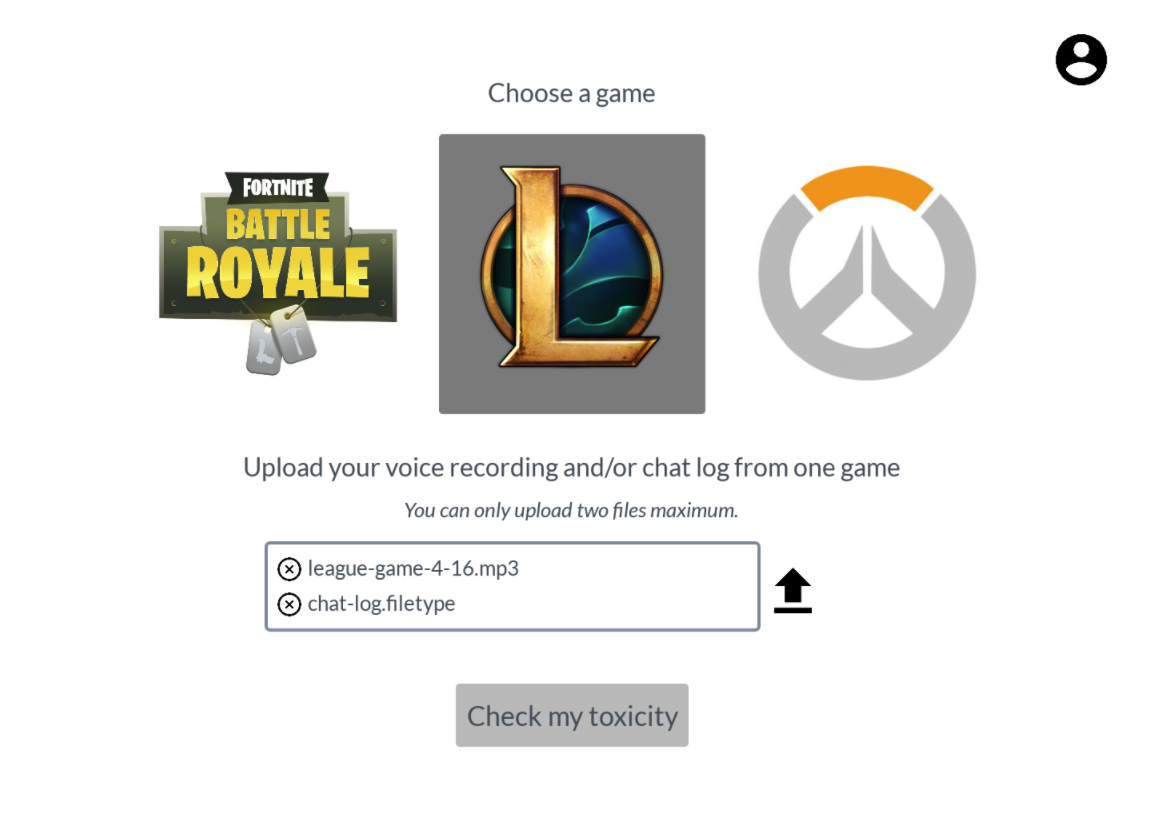 Choose a game
FORTNITE
BATTLE
ROYALE
L
Upload your voice recording and/or chat log from one game
You can only upload two files maximum.
league-game-4-16.mp3
chat-log.filetype
Check my toxicity